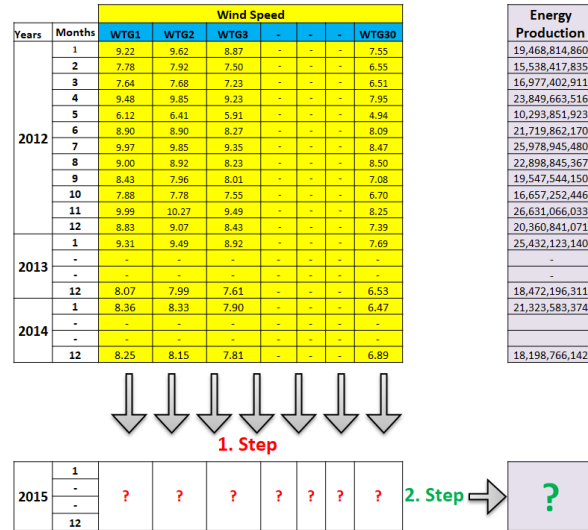 Wind Speed
Energy Production
Years Months WTG1 WTG2 WTG3 - - - WTG30
2012 1 9.22 9.62 8.87 - - - 7.55 19,468,814,860
2 7.78 7.92 7.50 - - - 6.55 15,538,417,835
3 7.64 7.68 7.23 - - - 6.51 16,977,402,911
4 9.48 9.85 9.23 - - - 7.95 23,849,663,516
5 6.12 6.41 5.91 - - - 4.94 10,293,851,923
6 8.90 8.90 8.27 - - - 8.09 21,719,862,170
7 9.97 9.85 9.35 - - - 8.47 25,978,945,480
8 9.00 8.92 8.23 - - - 8.50 22,898,845,367
9 8.43 7.96 8.01 - - - 7.08 19,547,544,150
10 7.88 7.78 7.55 - - - 6.70 16,657,252,446
11 9.99 10.27 9.49 - - - 8.25 26,631,066,033
12 8.83 9.07 8.43 - - - 7.39 20,360,841,071
2013 1 9.31 9.49 8.92 - - - 7.69 25,432,123,140
- - - - - - - - -
- - - - - - - - -
12 8.07 7.99 7.61 - - - 6.53 18,472,196,311
2014 1 8.36 8.33 7.90 - - - 6.47 21,323,583,374
- - - - - - - -
- - - - - - - -
12 8.25 8.15 7.81 - - - 6.89 18,198,766,142
1. Step
2015 1
-
-
12
? ? ? ? ? ? ? 2. Step ?